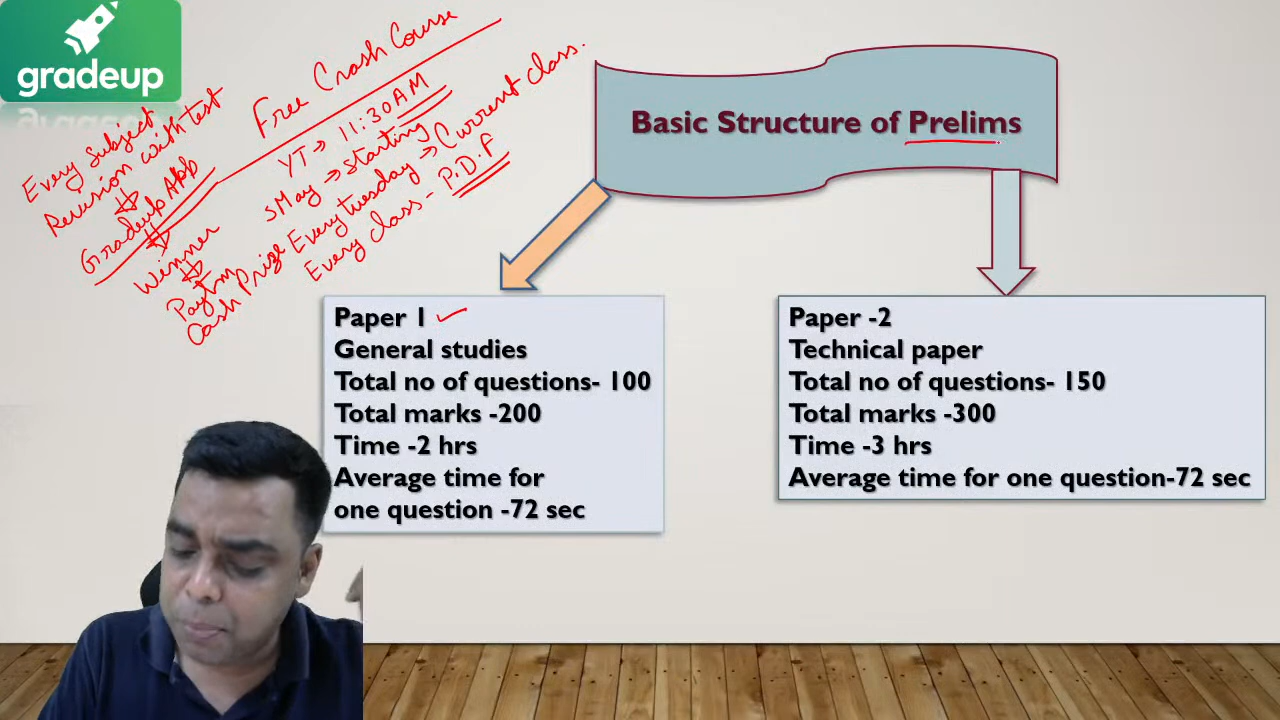 gradeup
Free Crash Course
YT → 11:30 AM
5 May → Starting
Every Tuesday → Current class.
Every class - P.D.F
Every Subject
Revision with test
Gradeup App
Winner
Paytm
Cash Prize
Basic Structure of Prelims
Paper 1
General studies
Total no of questions- 100
Total marks -200
Time -2 hrs
Average time for
one question -72 sec
Paper -2
Technical paper
Total no of questions- 150
Total marks -300
Time -3 hrs
Average time for one question-72 sec